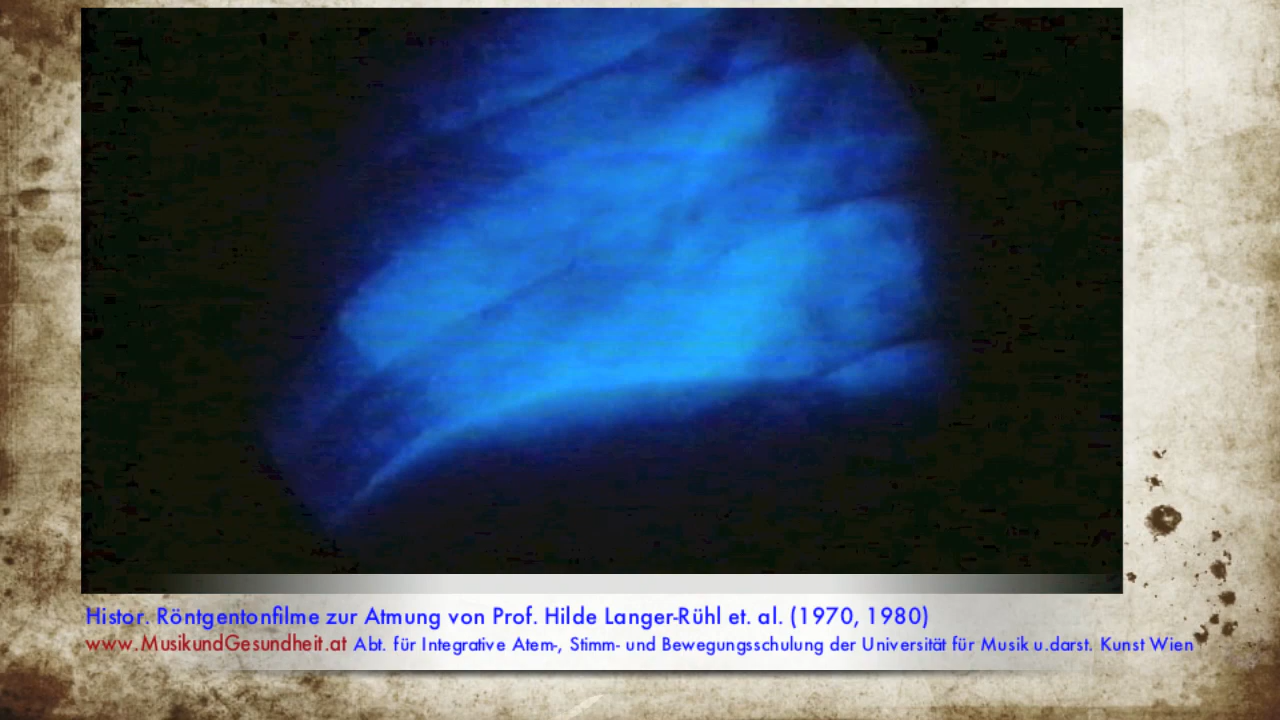 Histor. Röntgentonfilme zur Atmung von Prof. Hilde Langer-Rühl et. al. (1970, 1980)
www.MusikundGesundheit.at Abt. für Integrative Atem-, Stimm- und Bewegungsschulung der Universität für Musik u.darst. Kunst Wien